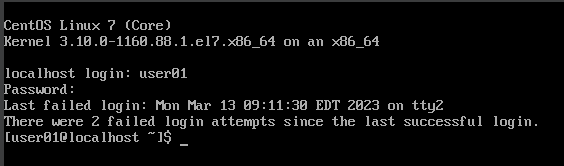 CentOS Linux 7 (Core)
Kernel 3.10.0-1160.88.1.el7.x86_64 on an x86_64
localhost login: user01
Password:
Last failed login: Mon Mar 13 09:11:30 EDT 2023 on tty2
There were 2 failed login attempts since the last successful login.
[user01@localhost ~]$ _